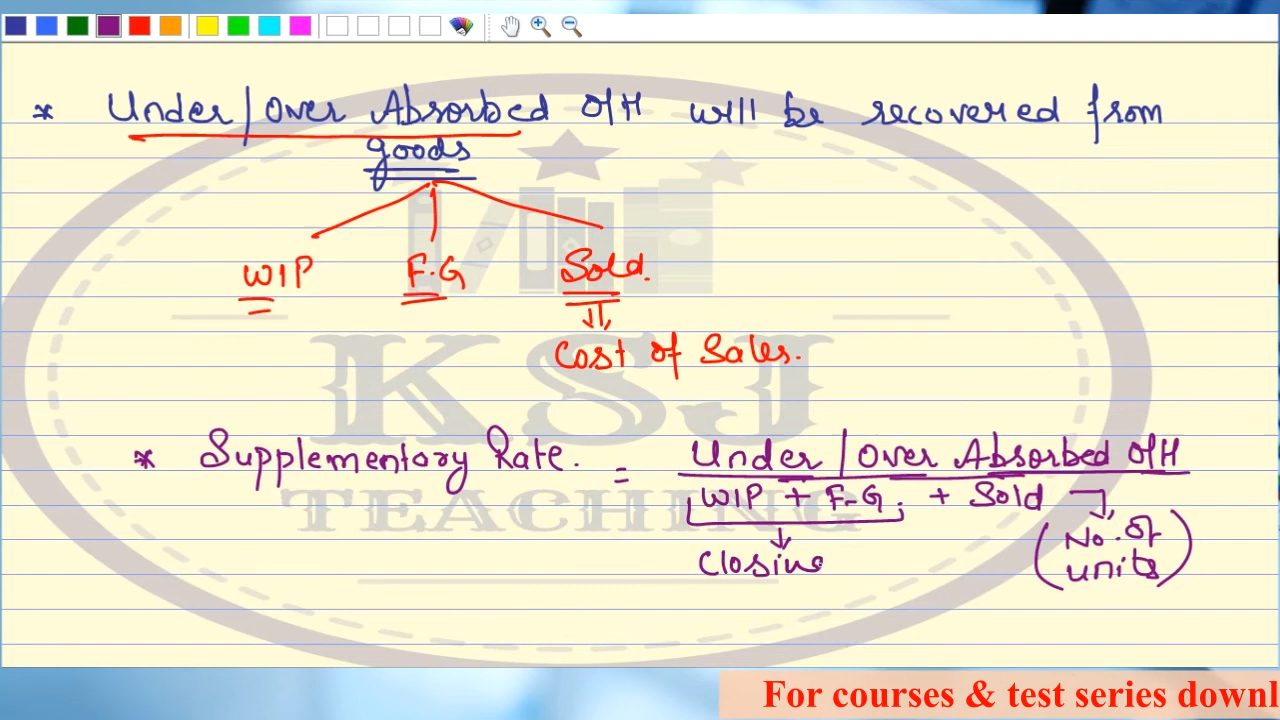 * Under/Over Absorbed O/H will be recovered from
goods
WIP F.G Sold.
Cost of Sales.
* Supplementory Rate. = Under/Over Absorbed O/H
WIP + F.G. + Sold
Closing
(No. of
units)
KSJ
TEACHING
For courses & test series downl